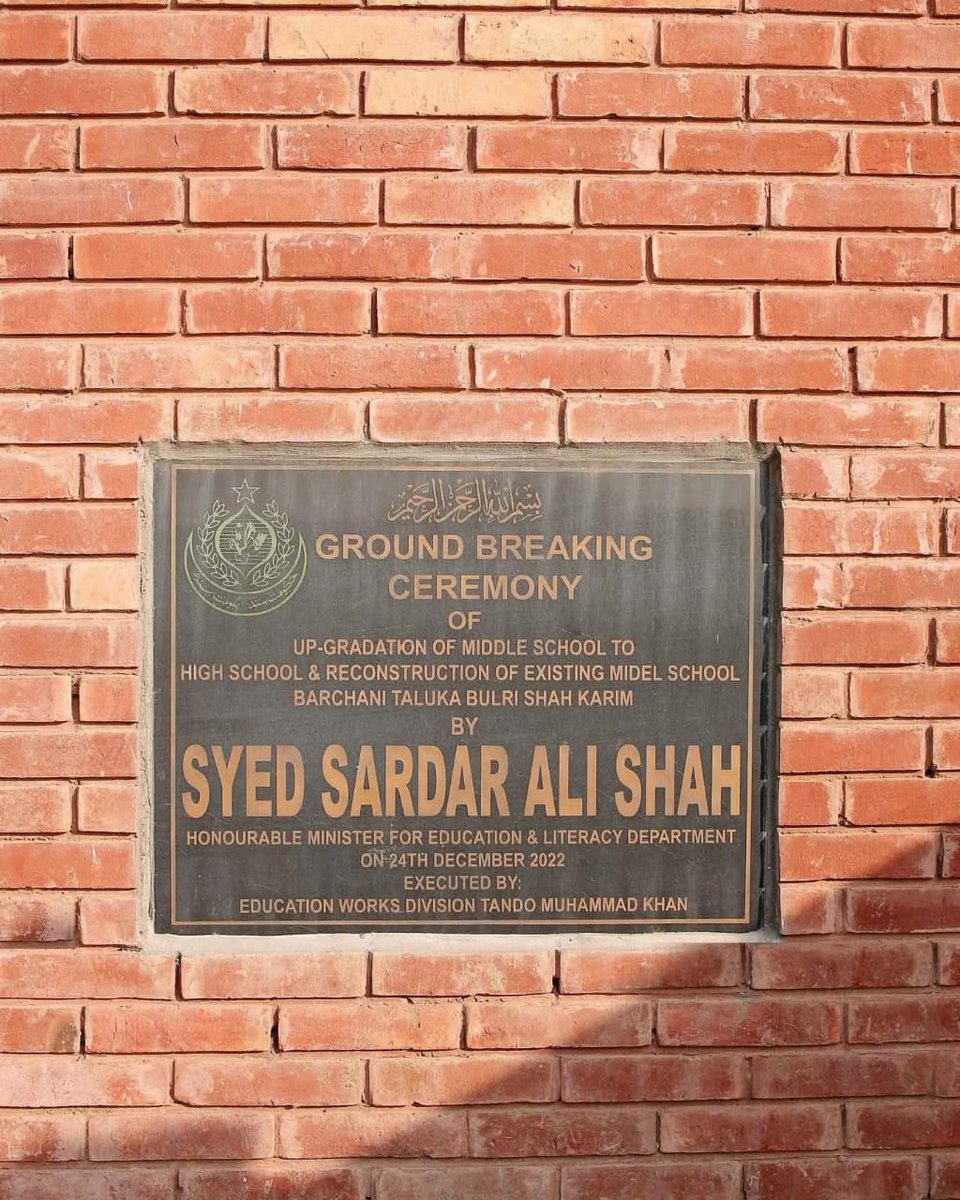 بسم الله الرحمن الرحيم
GROUND BREAKING
CEREMONY
OF
UP-GRADATION OF MIDDLE SCHOOL TO
HIGH SCHOOL & RECONSTRUCTION OF EXISTING MIDEL SCHOOL
BARCHANI TALUKA BULRI SHAH KARIM
BY
SYED SARDAR ALI SHAH
HONOURABLE MINISTER FOR EDUCATION & LITERACY DEPARTMENT
ON 24TH DECEMBER 2022
EXECUTED BY:
EDUCATION WORKS DIVISION TANDO MUHAMMAD KHAN